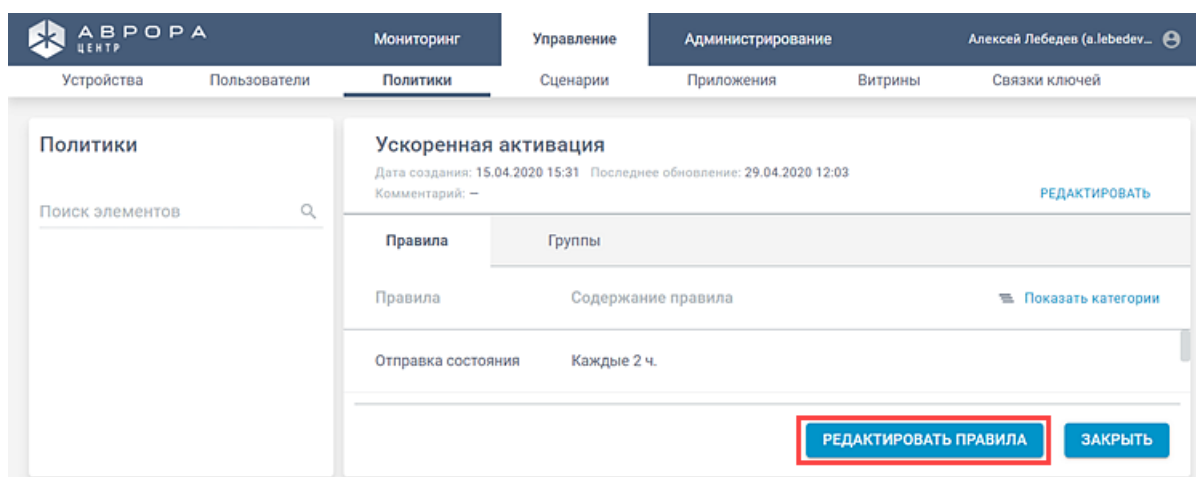 АВРОРА
ЦЕНТР
Мониторинг Управление Администрирование Алексей Лебедев (a.lebedev...
Устройства Пользователи Политики Сценарии Приложения Витрины Связки ключей
Политики
Поиск элементов
Ускоренная активация
Дата создания: 15.04.2020 15:31 Последнее обновление: 29.04.2020 12:03
Комментарий: —
РЕДАКТИРОВАТЬ
Правила Группы
Правила Содержание правила Показать категории
Отправка состояния Каждые 2 ч.
РЕДАКТИРОВАТЬ ПРАВИЛА ЗАКРЫТЬ